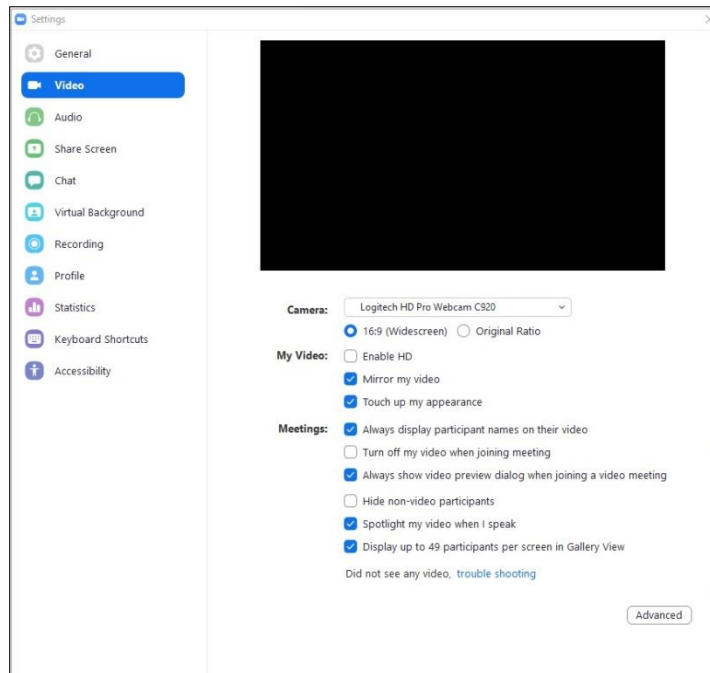 Settings
General
Video
Audio
Share Screen
Chat
Virtual Background
Recording
Profile
Statistics
Keyboard Shortcuts
Accessibility
Camera: Logitech HD Pro Webcam C920
16:9 (Widescreen) Original Ratio
My Video: Enable HD
Mirror my video
Touch up my appearance
Meetings: Always display participant names on their video
Turn off my video when joining meeting
Always show video preview dialog when joining a video meeting
Hide non-video participants
Spotlight my video when I speak
Display up to 49 participants per screen in Gallery View
Did not see any video, trouble shooting
Advanced